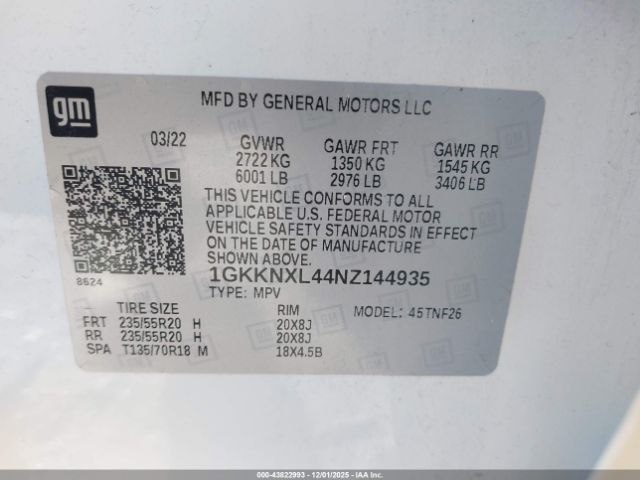 gm
MFD BY GENERAL MOTORS LLC
03/22 GVWR GAWR FRT GAWR RR
2722 KG 1350 KG 1545 KG
6001 LB 2976 LB 3406 LB
THIS VEHICLE CONFORMS TO ALL
APPLICABLE U.S. FEDERAL MOTOR
VEHICLE SAFETY STANDARDS IN EFFECT
ON THE DATE OF MANUFACTURE
SHOWN ABOVE.
8624
1GKKNXL44NZ144935
TYPE: MPV
TIRE SIZE RIM MODEL: 45TNF26
FRT 235/55R20 H 20X8J
RR 235/55R20 H 20X8J
SPA T135/70R18 M 18X4.5B
000-43822993 - 12/01/2025 - IAAI.COM